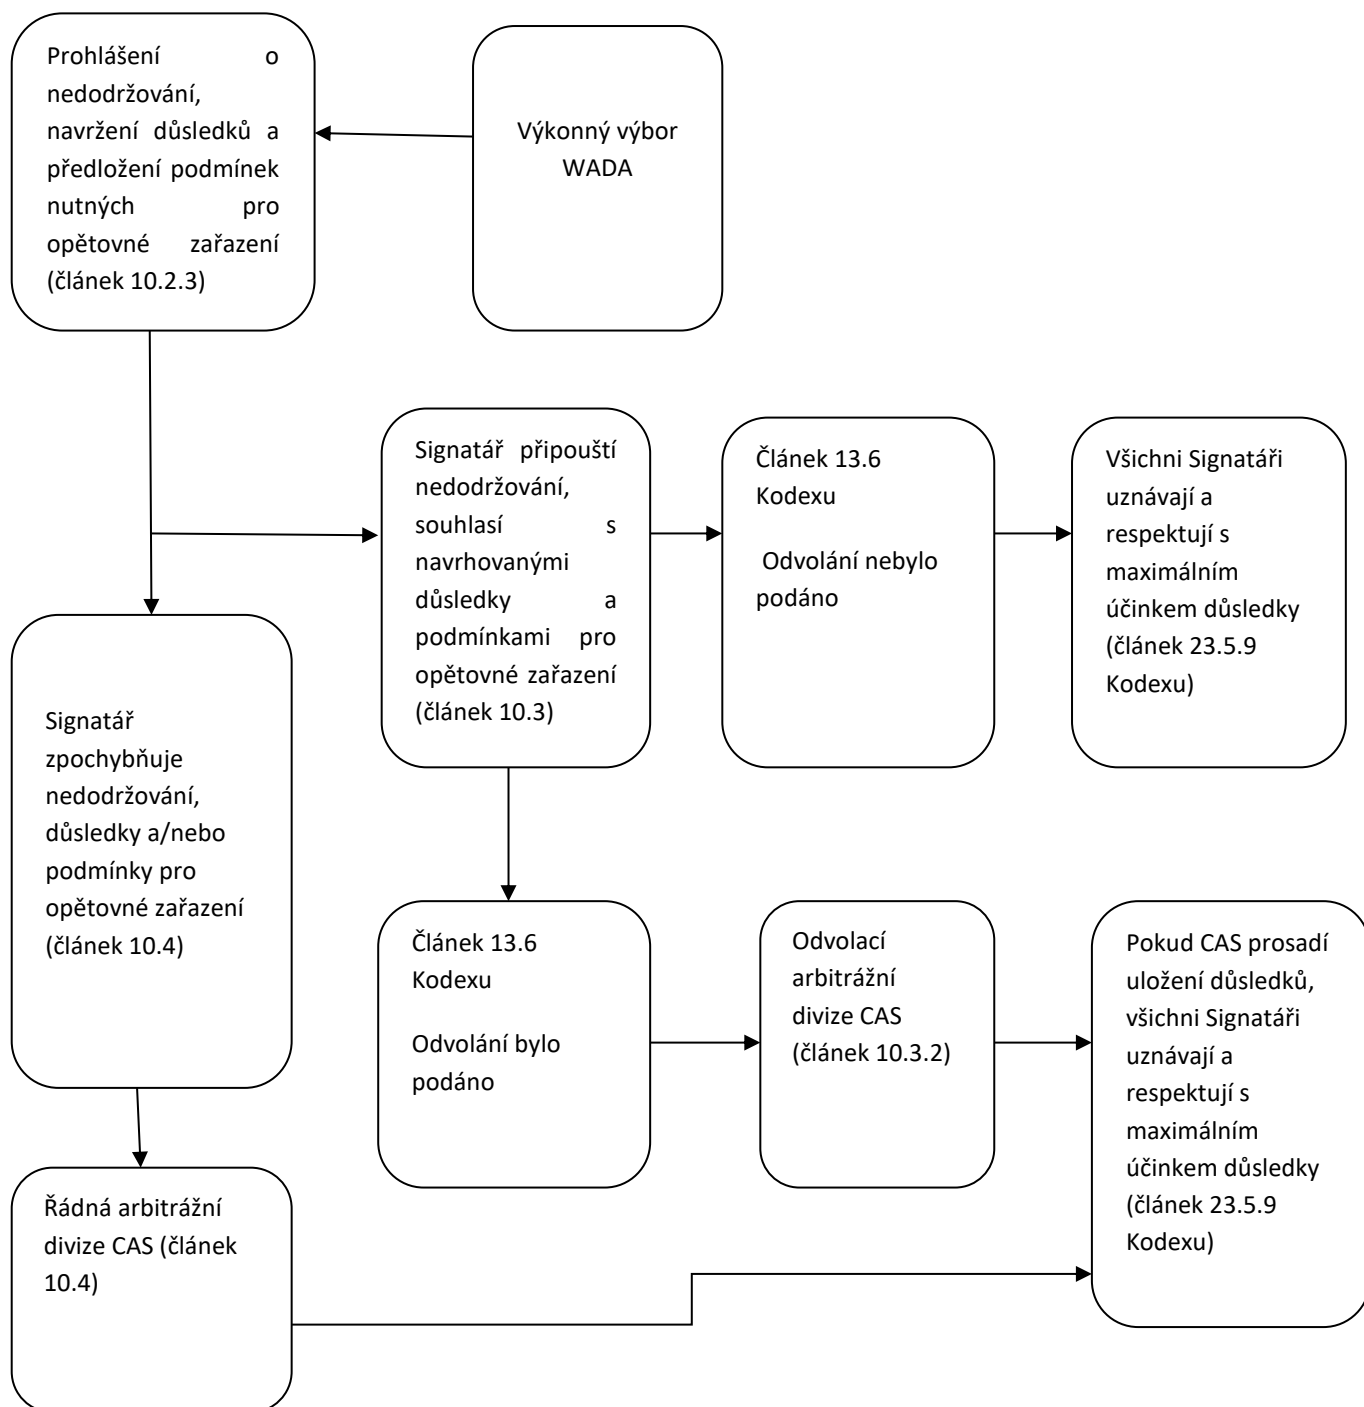 Prohlášení o
nedodržování,
navržení důsledků a
předložení podmínek
nutných pro
opětovné zařazení
(článek 10.2.3)
Výkonný výbor
WADA
Signatář připouští
nedodržování,
souhlasí s
navrhovanými
důsledky a
podmínkami pro
opětovné zařazení
(článek 10.3)
Článek 13.6
Kodexu
Odvolání nebylo
podáno
Všichni Signatáři
uznávají a
respektují s
maximálním
účinkem důsledky
(článek 23.5.9
Kodexu)
Signatář
zpochybňuje
nedodržování,
důsledky a/nebo
podmínky pro
opětovné zařazení
(článek 10.4)
Článek 13.6
Kodexu
Odvolání bylo
podáno
Odvolací
arbitrážní
divize CAS
(článek 10.3.2)
Pokud CAS prosadí
uložení důsledků,
všichni Signatáři
uznávají a
respektují s
maximálním
účinkem důsledky
(článek 23.5.9
Kodexu)
Řádná arbitrážní
divize CAS (článek
10.4)